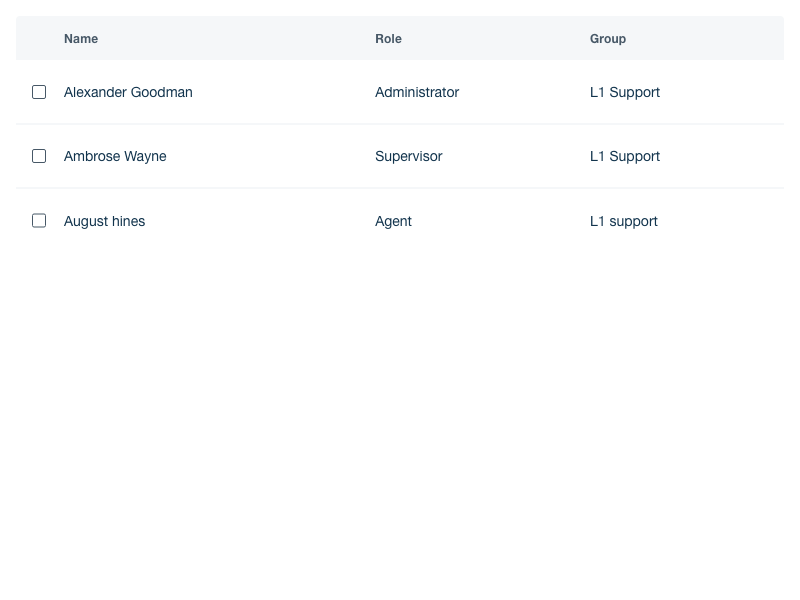 Name Role Group
Alexander Goodman Administrator L1 Support
Ambrose Wayne Supervisor L1 Support
August hines Agent L1 support